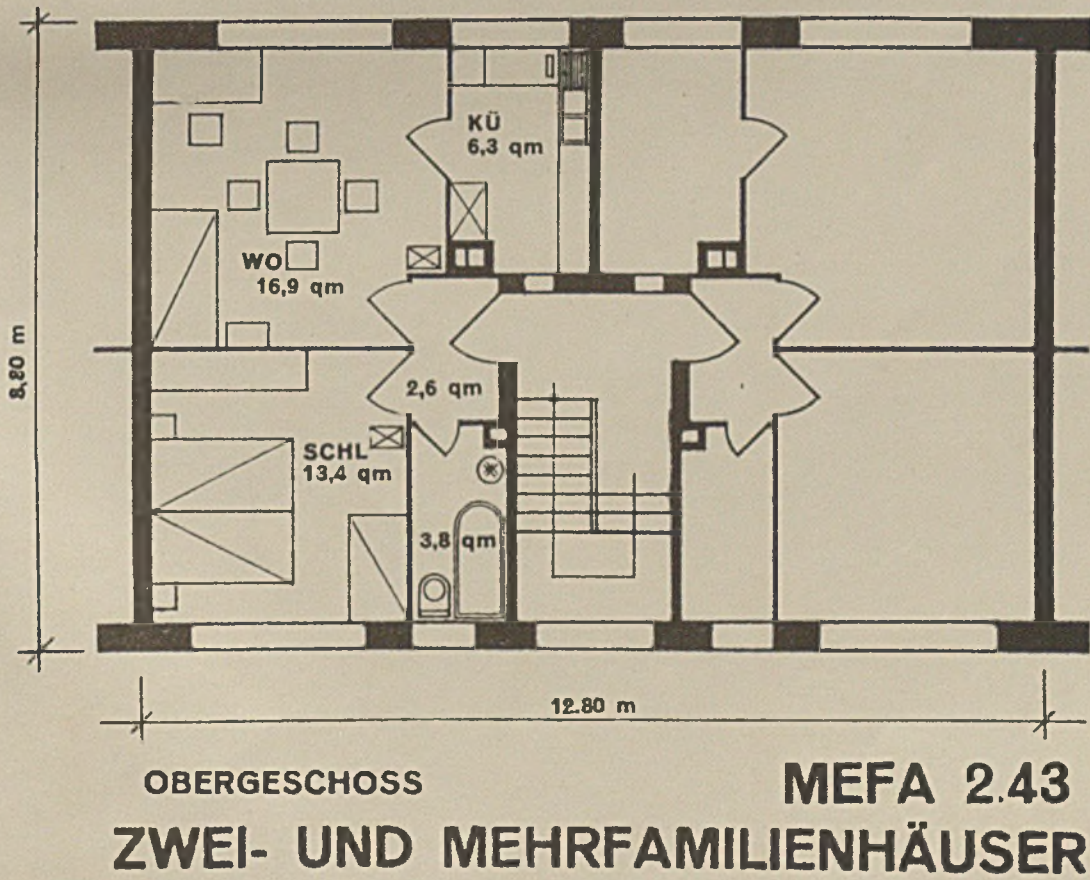 KÜ
6,3 qm
WO
16,9 qm
8,80 m
2,6 qm
SCHL
13,4 qm
3,8 qm
12.80 m
OBERGESCHOSS
MEFA 2.43
ZWEI- UND MEHRFAMILIENHÄUSER